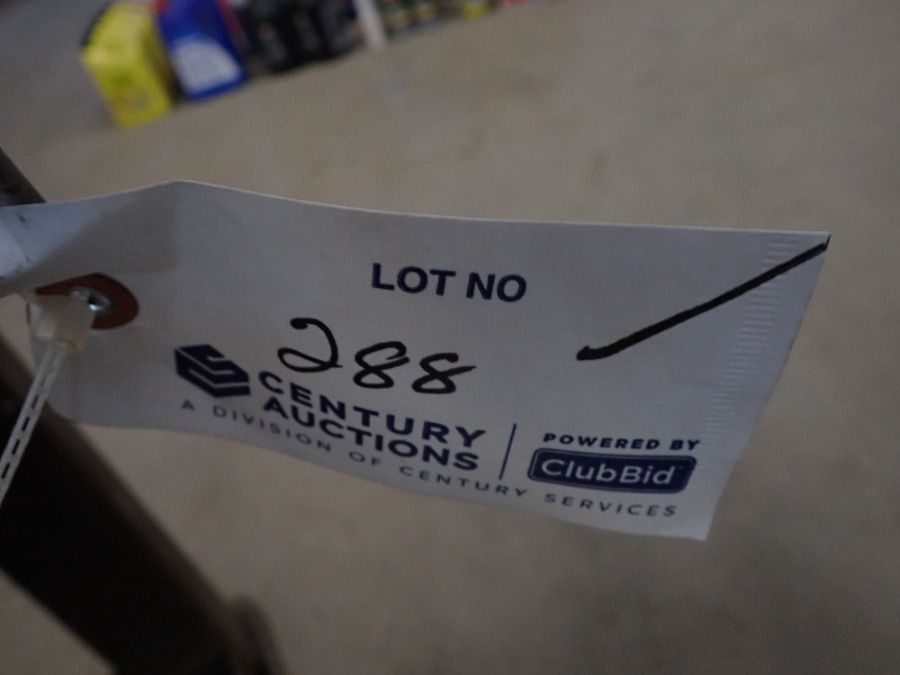 LOT NO
288
CENTURY
AUCTIONS
A DIVISION OF CENTURY SERVICES
POWERED BY
ClubBid